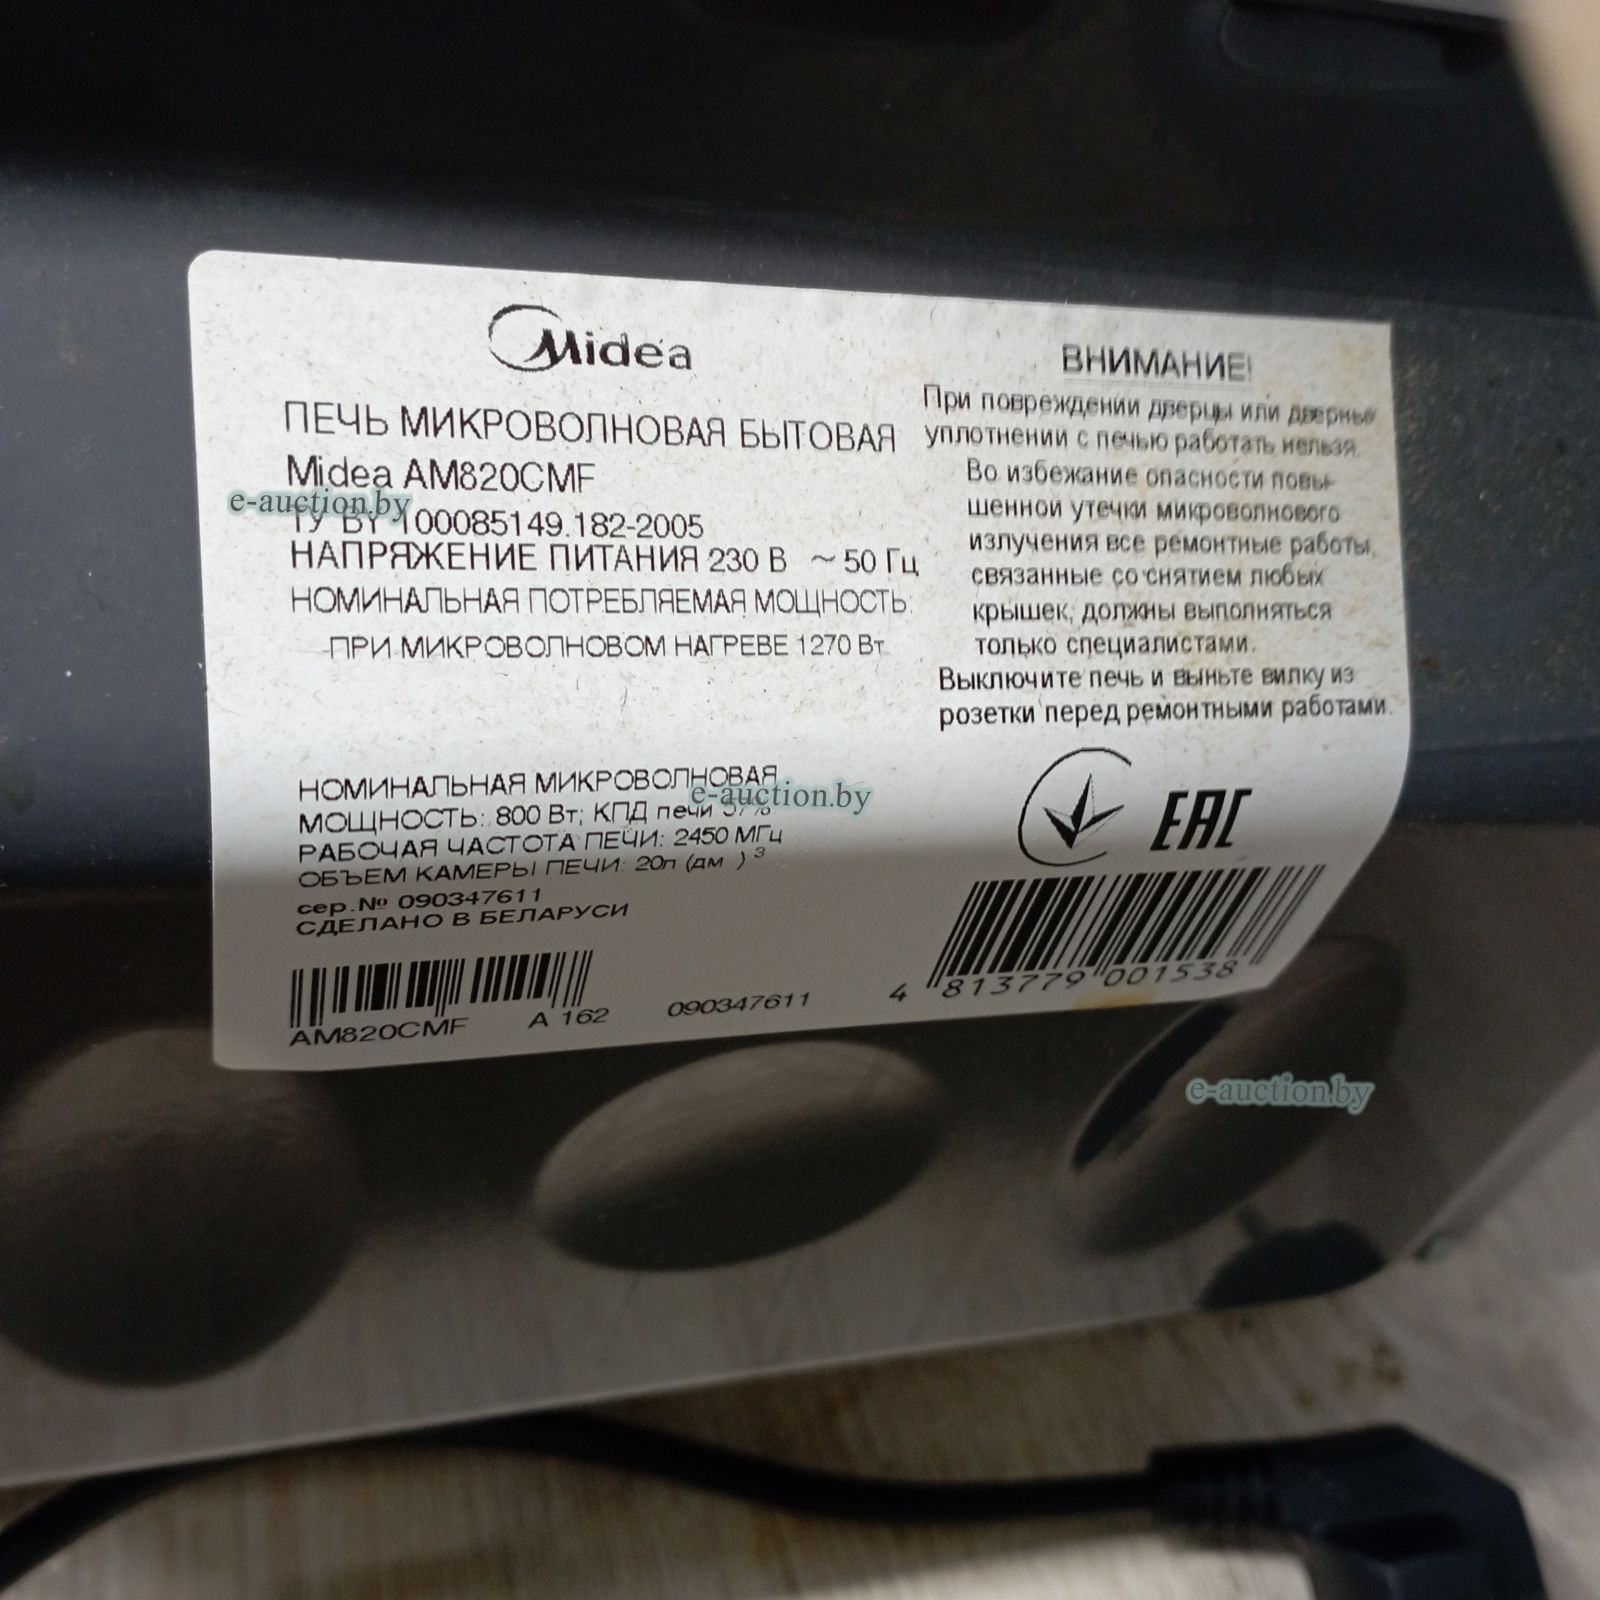 Midea
ПЕЧЬ МИКРОВОЛНОВАЯ БЫТОВАЯ
Midea AM820CMF
e-auction.by
ТУ BY 100085149.182-2005
НАПРЯЖЕНИЕ ПИТАНИЯ 230 В ~ 50 Гц
НОМИНАЛЬНАЯ ПОТРЕБЛЯЕМАЯ МОЩНОСТЬ:
-ПРИ МИКРОВОЛНОВОМ НАГРЕВЕ 1270 Вт
НОМИНАЛЬНАЯ МИКРОВОЛНОВАЯ
e-auction.by
МОЩНОСТЬ: 800 Вт; КПД печи
РАБОЧАЯ ЧАСТОТА ПЕЧИ: 2450 МГц
ОБЪЕМ КАМЕРЫ ПЕЧИ: 20л (дм )³
сер.№ 090347611
СДЕЛАНО В БЕЛАРУСИ
AM820CMF A 162 090347611
ВНИМАНИЕ!
При повреждении дверцы или дверных
уплотнений с печью работать нельзя.
Во избежание опасности повы-
шенной утечки микроволнового
излучения все ремонтные работы,
связанные со снятием любых
крышек, должны выполняться
только специалистами.
Выключите печь и выньте вилку из
розетки перед ремонтными работами.
EAC
4 813779 001538
e-auction.by